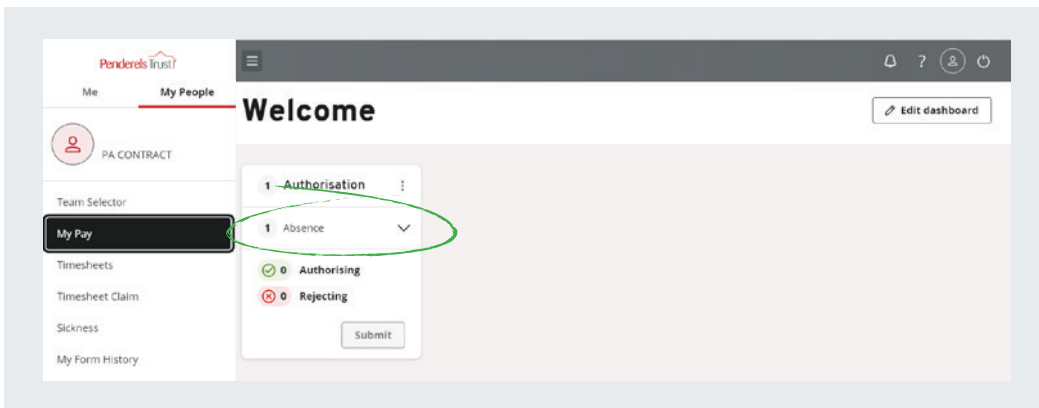 Penderels Trust
Me
My People
PA CONTRACT
Team Selector
My Pay
Timesheets
Timesheet Claim
Sickness
My Form History
?
Welcome
Edit dashboard
1 Authorisation
1 Absence
0 Authorising
0 Rejecting
Submit